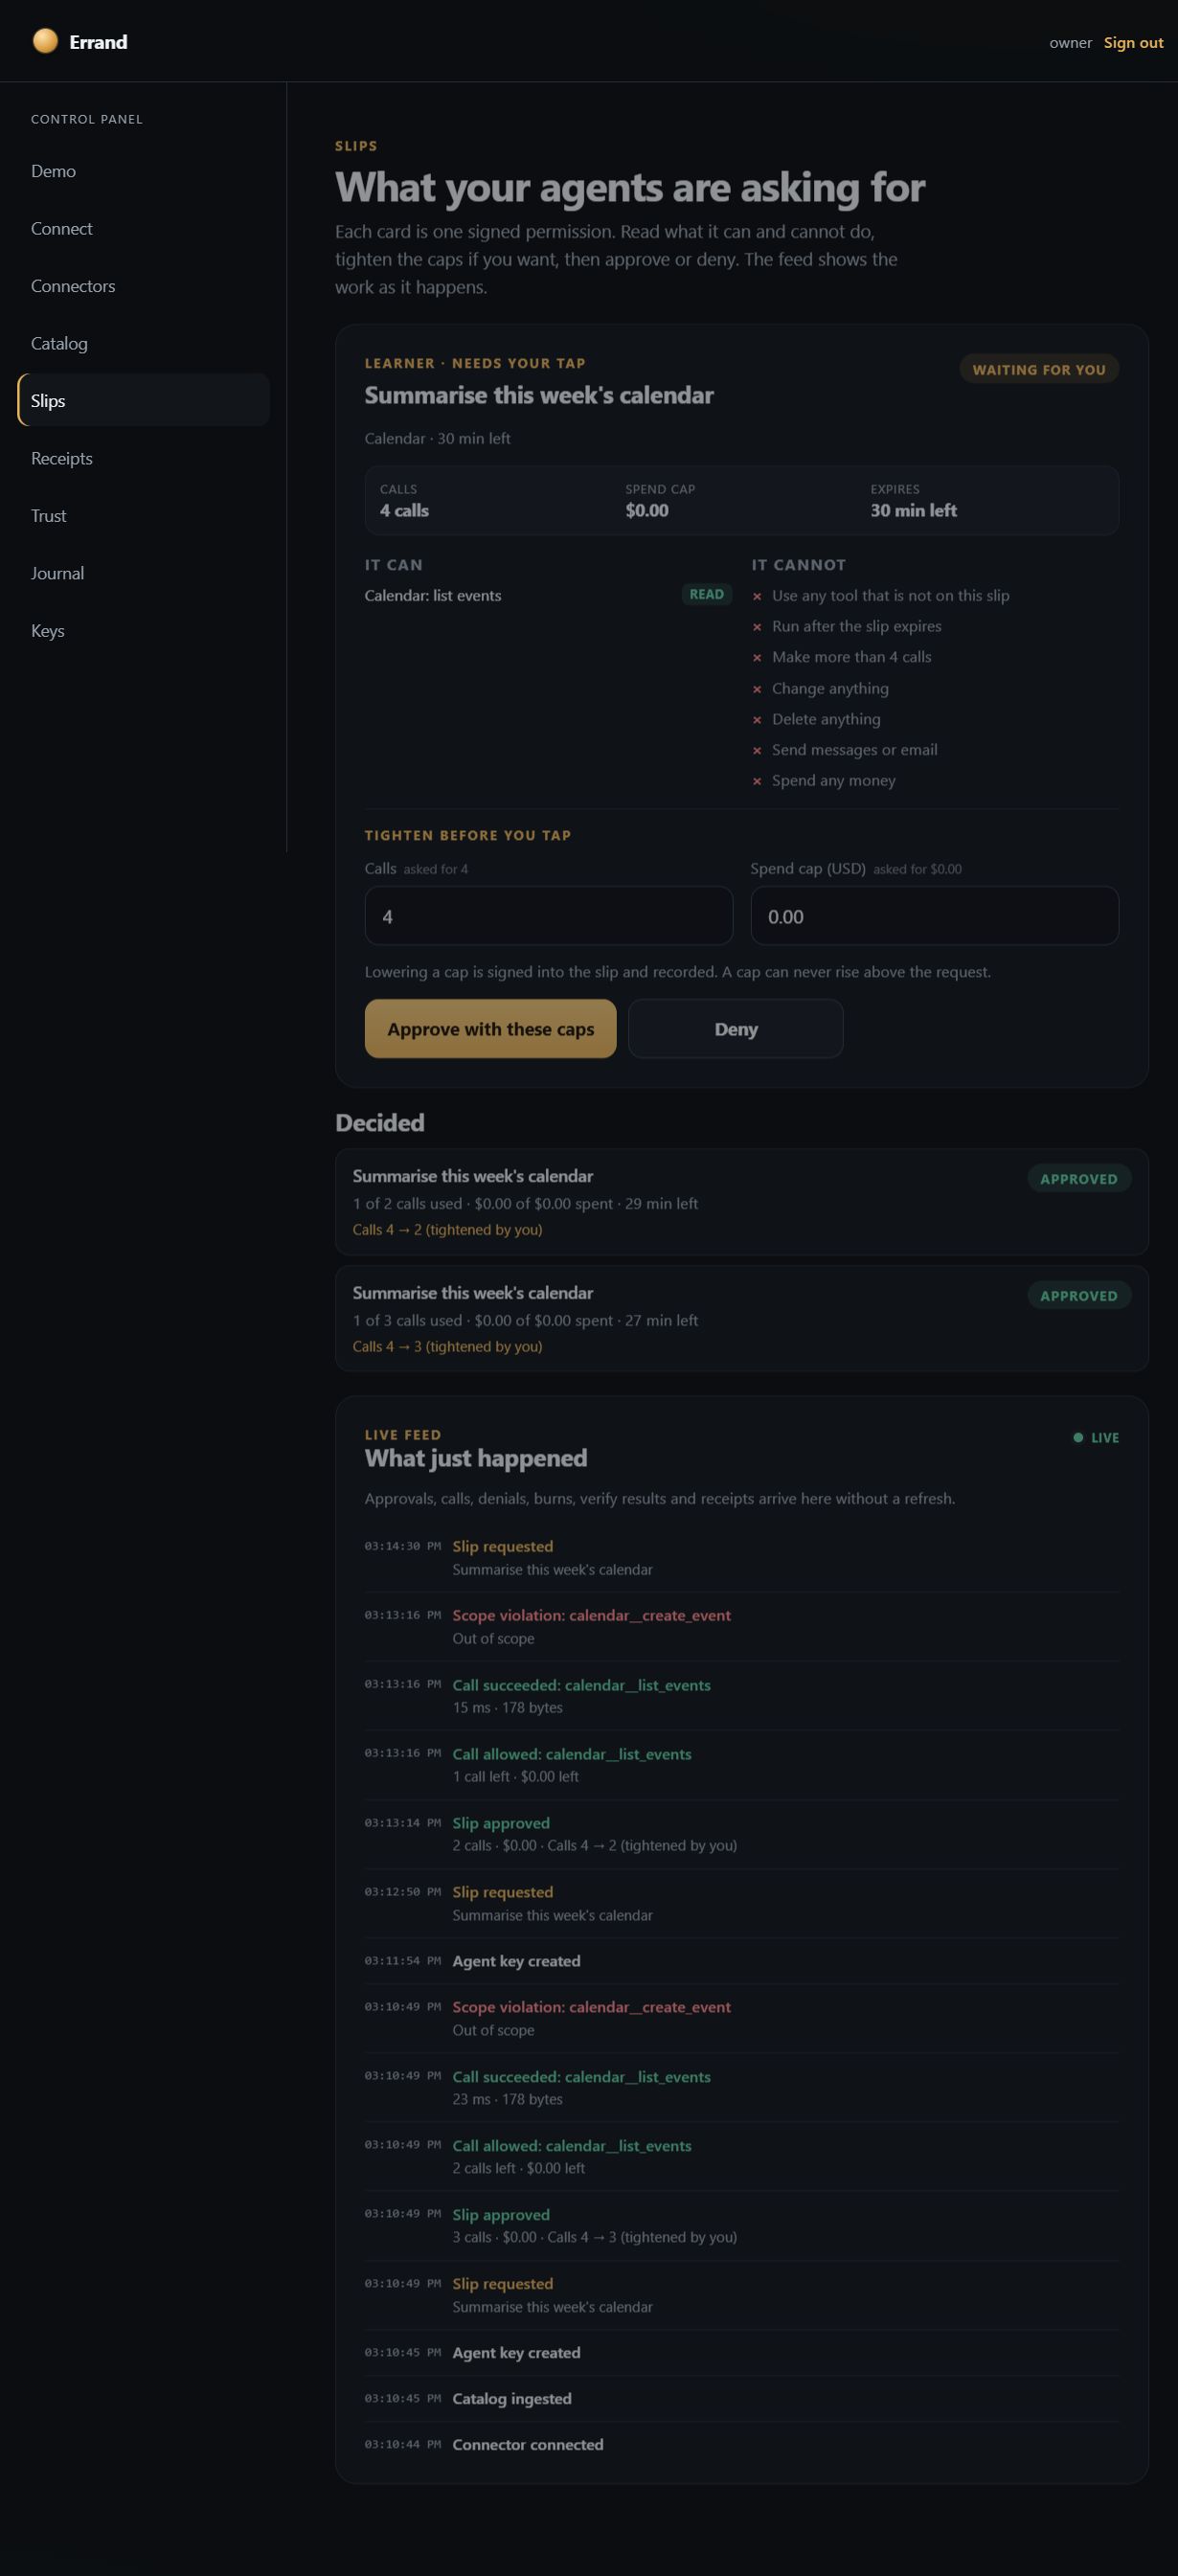 Errand
owner Sign out
CONTROL PANEL
Demo
Connect
Connectors
Catalog
Slips
Receipts
Trust
Journal
Keys
SLIPS
What your agents are asking for
Each card is one signed permission. Read what it can and cannot do,
tighten the caps if you want, then approve or deny. The feed shows the
work as it happens.
LEARNER · NEEDS YOUR TAP
WAITING FOR YOU
Summarise this week's calendar
Calendar · 30 min left
CALLS
4 calls
SPEND CAP
$0.00
EXPIRES
30 min left
IT CAN
Calendar: list events
READ
IT CANNOT
× Use any tool that is not on this slip
× Run after the slip expires
× Make more than 4 calls
× Change anything
× Delete anything
× Send messages or email
× Spend any money
TIGHTEN BEFORE YOU TAP
Calls asked for 4
4
Spend cap (USD) asked for $0.00
0.00
Lowering a cap is signed into the slip and recorded. A cap can never rise above the request.
Approve with these caps
Deny
Decided
Summarise this week's calendar
APPROVED
1 of 2 calls used · $0.00 of $0.00 spent · 29 min left
Calls 4 → 2 (tightened by you)
Summarise this week's calendar
APPROVED
1 of 3 calls used · $0.00 of $0.00 spent · 27 min left
Calls 4 → 3 (tightened by you)
LIVE FEED
LIVE
What just happened
Approvals, calls, denials, burns, verify results and receipts arrive here without a refresh.
03:14:30 PM Slip requested
Summarise this week's calendar
03:13:16 PM Scope violation: calendar__create_event
Out of scope
03:13:16 PM Call succeeded: calendar__list_events
15 ms · 178 bytes
03:13:16 PM Call allowed: calendar__list_events
1 call left · $0.00 left
03:13:14 PM Slip approved
2 calls · $0.00 · Calls 4 → 2 (tightened by you)
03:12:50 PM Slip requested
Summarise this week's calendar
03:11:54 PM Agent key created
03:10:49 PM Scope violation: calendar__create_event
Out of scope
03:10:49 PM Call succeeded: calendar__list_events
23 ms · 178 bytes
03:10:49 PM Call allowed: calendar__list_events
2 calls left · $0.00 left
03:10:49 PM Slip approved
3 calls · $0.00 · Calls 4 → 3 (tightened by you)
03:10:49 PM Slip requested
Summarise this week's calendar
03:10:45 PM Agent key created
03:10:45 PM Catalog ingested
03:10:44 PM Connector connected